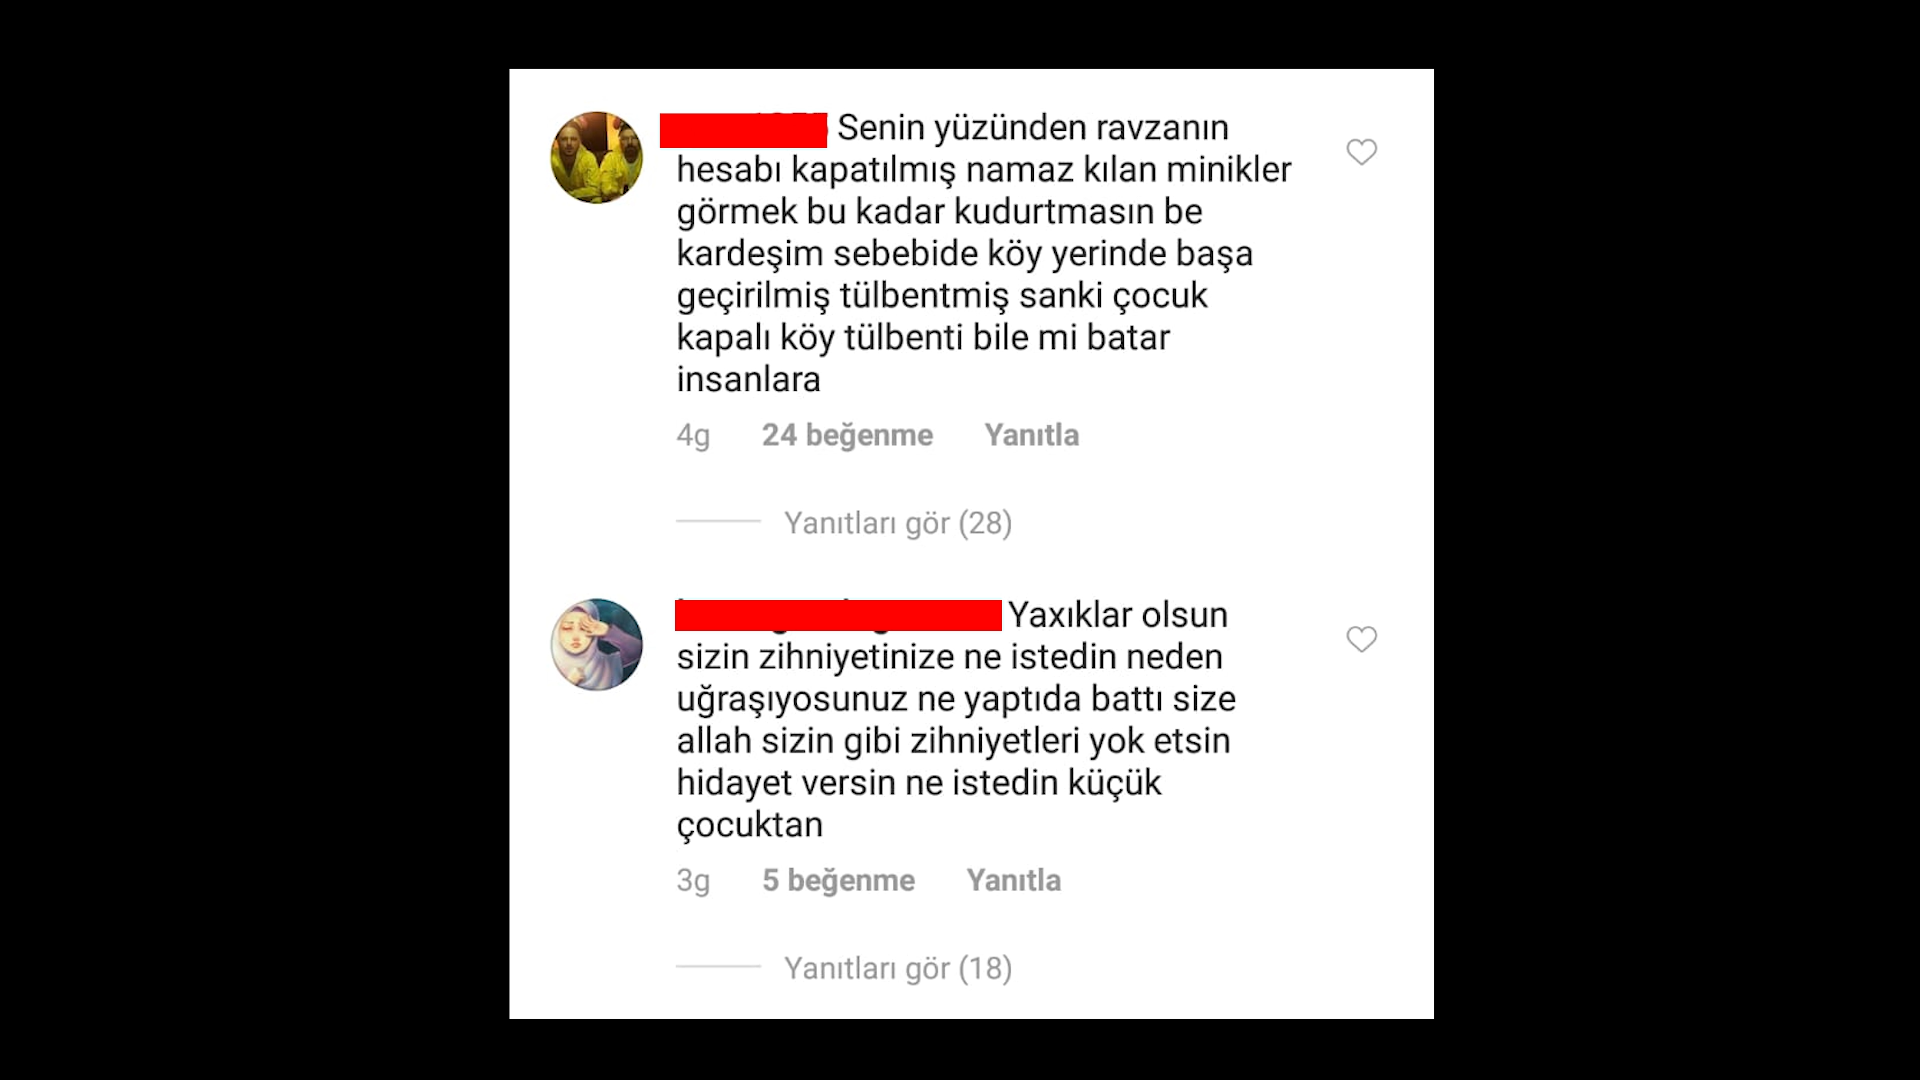 Senin yüzünden ravzanın
hesabı kapatılmış namaz kılan minikler
görmek bu kadar kudurtmasın be
kardeşim sebebide köy yerinde başa
geçirilmiş tülbentmiş sanki çocuk
kapalı köy tülbenti bile mi batar
insanlara
4g 24 beğenme Yanıtla
Yanıtları gör (28)
Yaxıklar olsun
sizin zihniyetinize ne istedin neden
uğraşıyosunuz ne yaptıda battı size
allah sizin gibi zihniyetleri yok etsin
hidayet versin ne istedin küçük
çocuktan
3g 5 beğenme Yanıtla
Yanıtları gör (18)